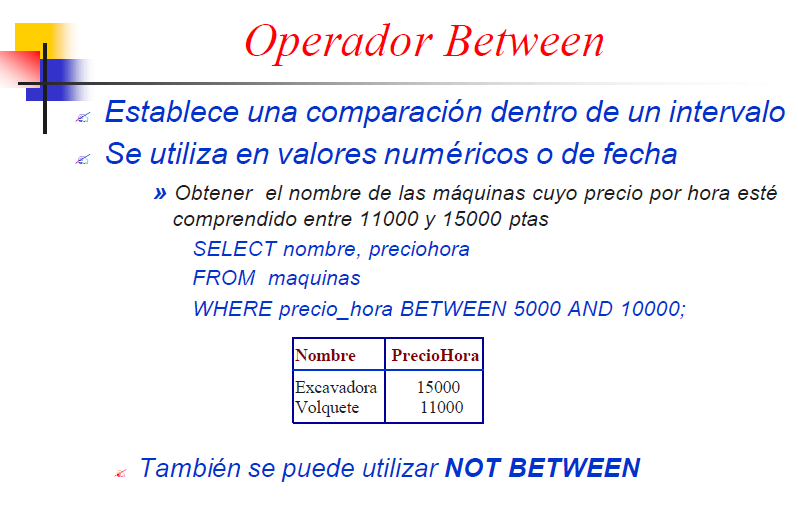 Operador Between
Establece una comparación dentro de un intervalo
Se utiliza en valores numéricos o de fecha
» Obtener el nombre de las máquinas cuyo precio por hora esté
comprendido entre 11000 y 15000 ptas
SELECT nombre, preciohora
FROM maquinas
WHERE precio_hora BETWEEN 5000 AND 10000;
Nombre PrecioHora
Excavadora 15000
Volquete 11000
También se puede utilizar NOT BETWEEN